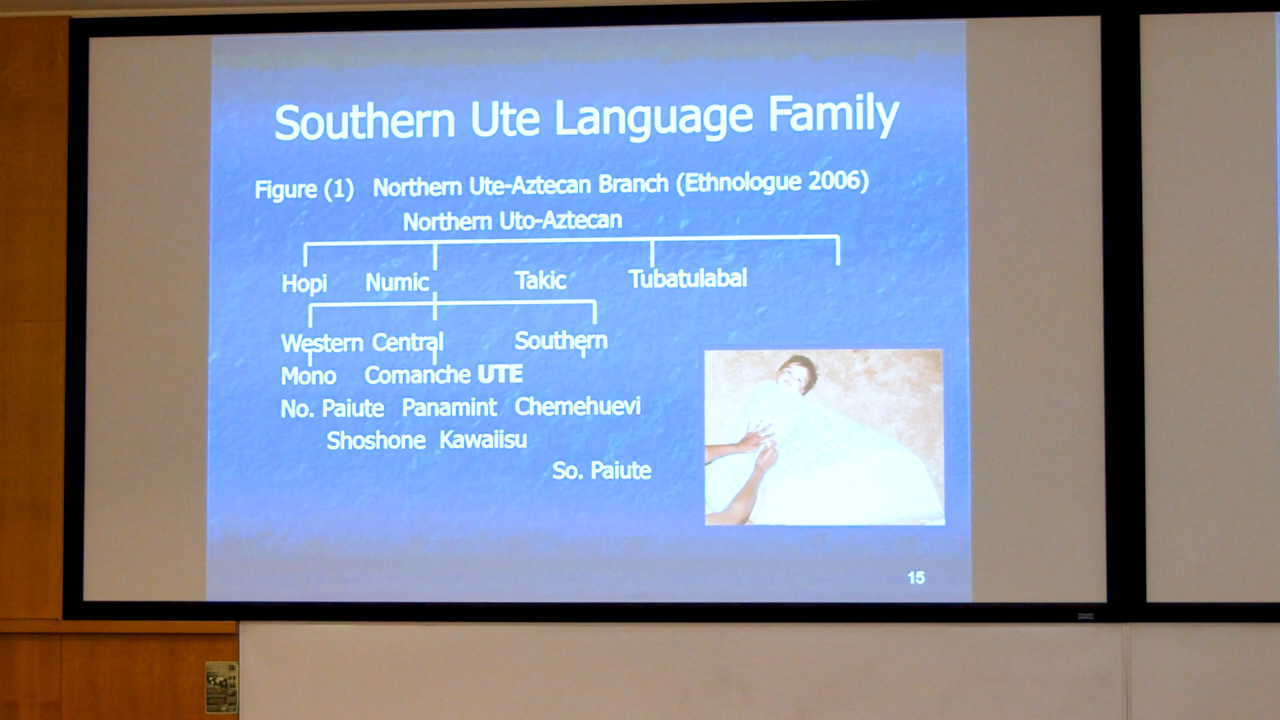 Southern Ute Language Family
Figure (1) Northern Ute-Aztecan Branch (Ethnologue 2006)
Northern Uto-Aztecan
Hopi Numic Takic Tubatulabal
Western Central Southern
Mono Comanche UTE
No. Paiute Panamint Chemehuevi
Shoshone Kawaiisu
So. Paiute
15